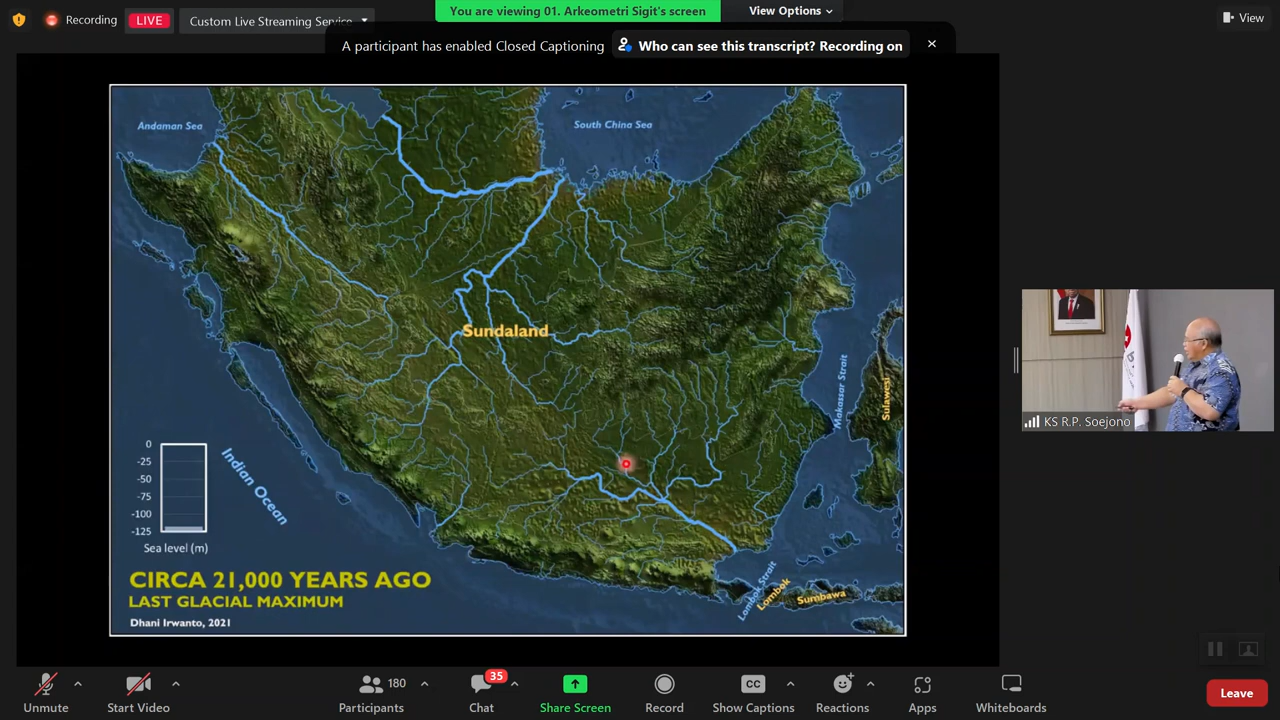 Recording
LIVE
Custom Live Streaming Service
You are viewing 01. Arkeometri Sigit's screen
View Options
View
A participant has enabled Closed Captioning
Who can see this transcript? Recording on
Andaman Sea
South China Sea
Sundaland
Makassar Strait
Sulawesi
Indian Ocean
0
-25
-50
-75
-100
-125
Sea level (m)
Lombok Strait
Lombok
Sumbawa
CIRCA 21,000 YEARS AGO
LAST GLACIAL MAXIMUM
Dhani Irwanto, 2021
KS R.P. Soejono
Unmute
Start Video
180
Participants
35
Chat
Share Screen
Record
CC
Show Captions
Reactions
Apps
Whiteboards
Leave